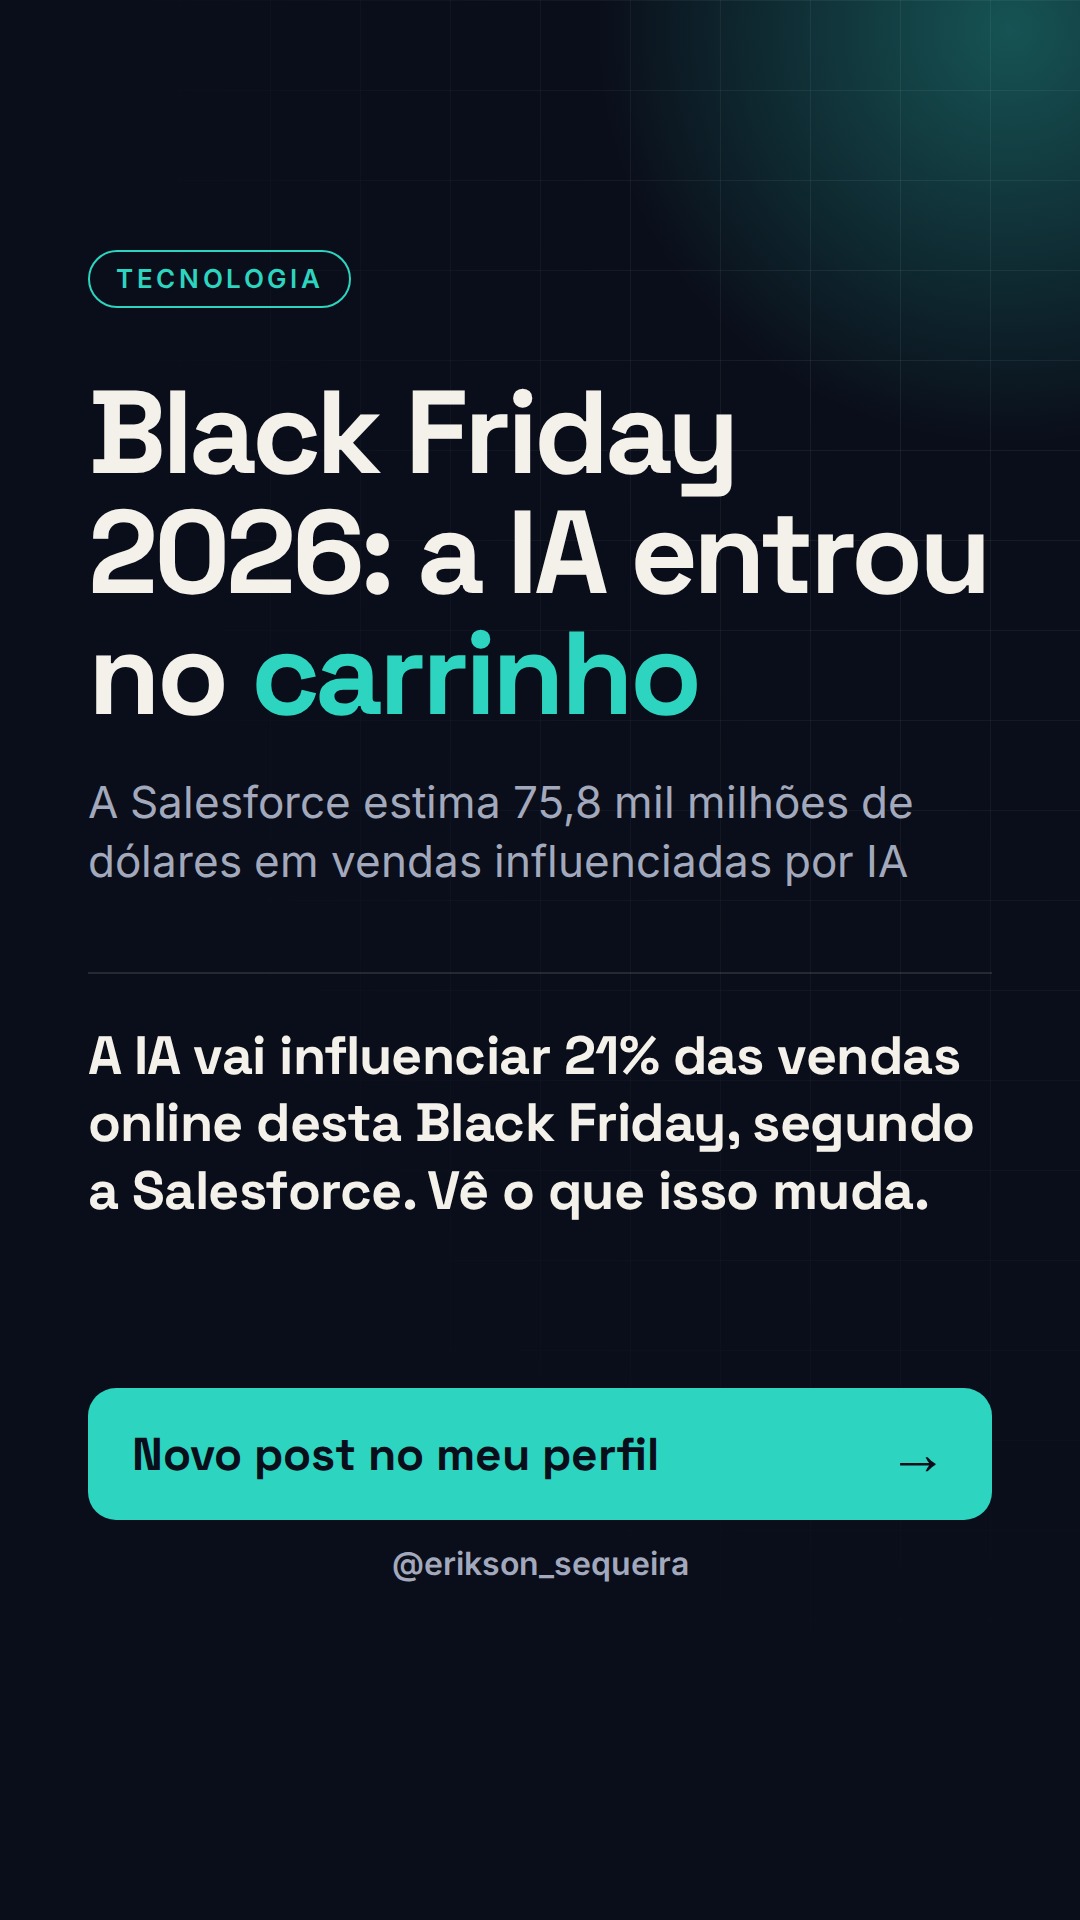 TECNOLOGIA
Black Friday
2026: a IA entrou
no carrinho
A Salesforce estima 75,8 mil milhões de
dólares em vendas influenciadas por IA
A IA vai influenciar 21% das vendas
online desta Black Friday, segundo
a Salesforce. Vê o que isso muda.
Novo post no meu perfil →
@erikson_sequeira